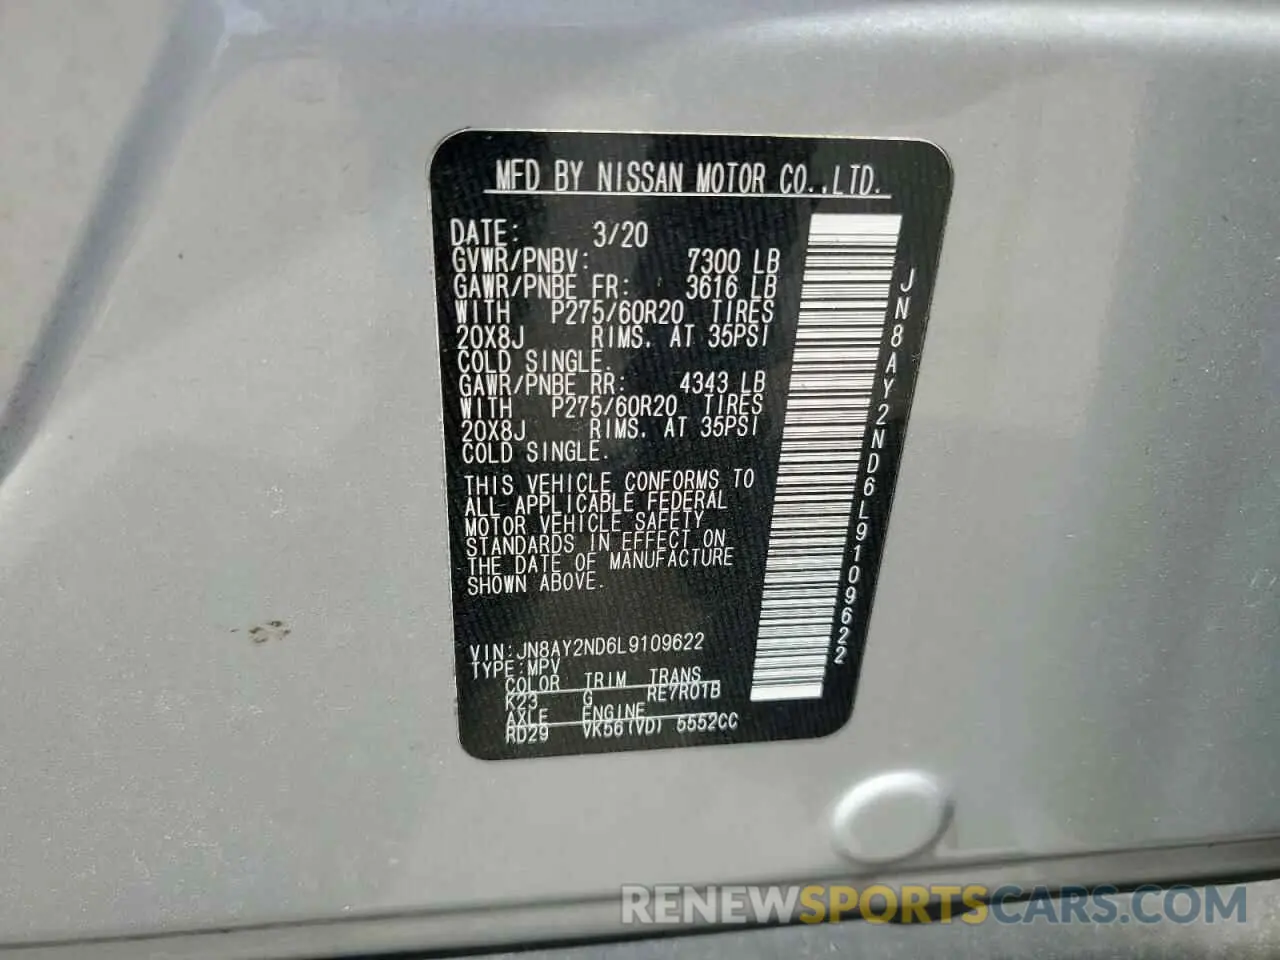 MFD BY NISSAN MOTOR CO.,LTD.
DATE: 3/20
GVWR/PNBV: 7300 LB
GAWR/PNBE FR: 3616 LB
WITH P275/60R20 TIRES
20X8J RIMS. AT 35PSI
COLD SINGLE.
GAWR/PNBE RR: 4343 LB
WITH P275/60R20 TIRES
20X8J RIMS. AT 35PSI
COLD SINGLE.
THIS VEHICLE CONFORMS TO
ALL APPLICABLE FEDERAL
MOTOR VEHICLE SAFETY
STANDARDS IN EFFECT ON
THE DATE OF MANUFACTURE
SHOWN ABOVE.
VIN:JN8AY2ND6L9109622
TYPE:MPV
COLOR TRIM TRANS
K23 G RE7R01B
AXLE ENGINE
RD29 VK56(VD) 5552CC
JN8AY2ND6L9109622
RENEWSPORTSCARS.COM